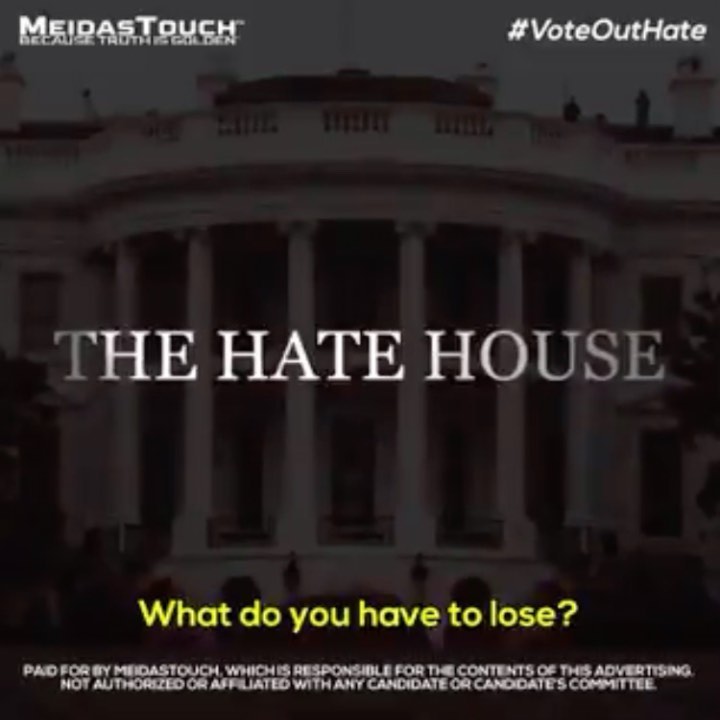 MEIDASTOUCH™
BECAUSE TRUTH IS GOLDEN
#VoteOutHate
THE HATE HOUSE
What do you have to lose?
PAID FOR BY MEIDASTOUCH, WHICH IS RESPONSIBLE FOR THE CONTENTS OF THIS ADVERTISING.
NOT AUTHORIZED OR AFFILIATED WITH ANY CANDIDATE OR CANDIDATE'S COMMITTEE.